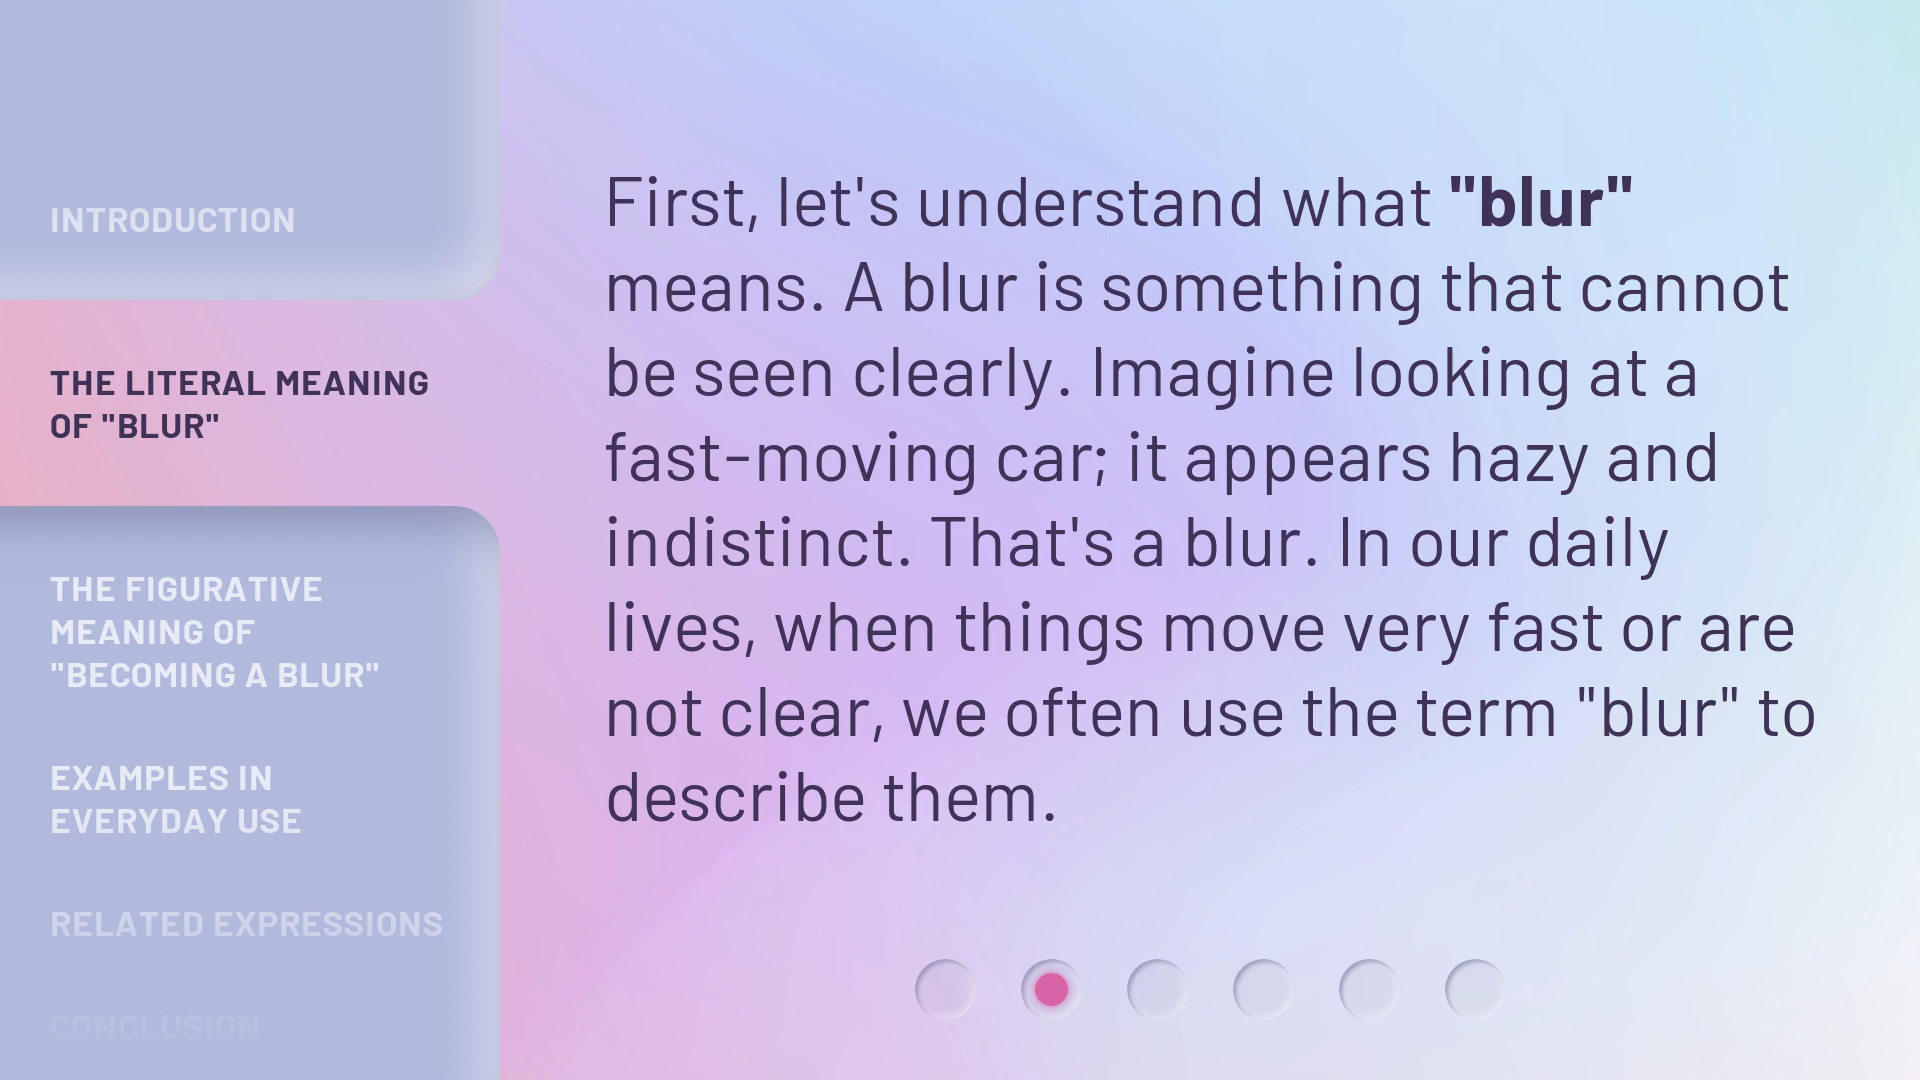 INTRODUCTION
THE LITERAL MEANING
OF "BLUR"
THE FIGURATIVE
MEANING OF
"BECOMING A BLUR"
EXAMPLES IN
EVERYDAY USE
RELATED EXPRESSIONS
CONCLUSION
First, let's understand what "blur"
means. A blur is something that cannot
be seen clearly. Imagine looking at a
fast-moving car; it appears hazy and
indistinct. That's a blur. In our daily
lives, when things move very fast or are
not clear, we often use the term "blur" to
describe them.